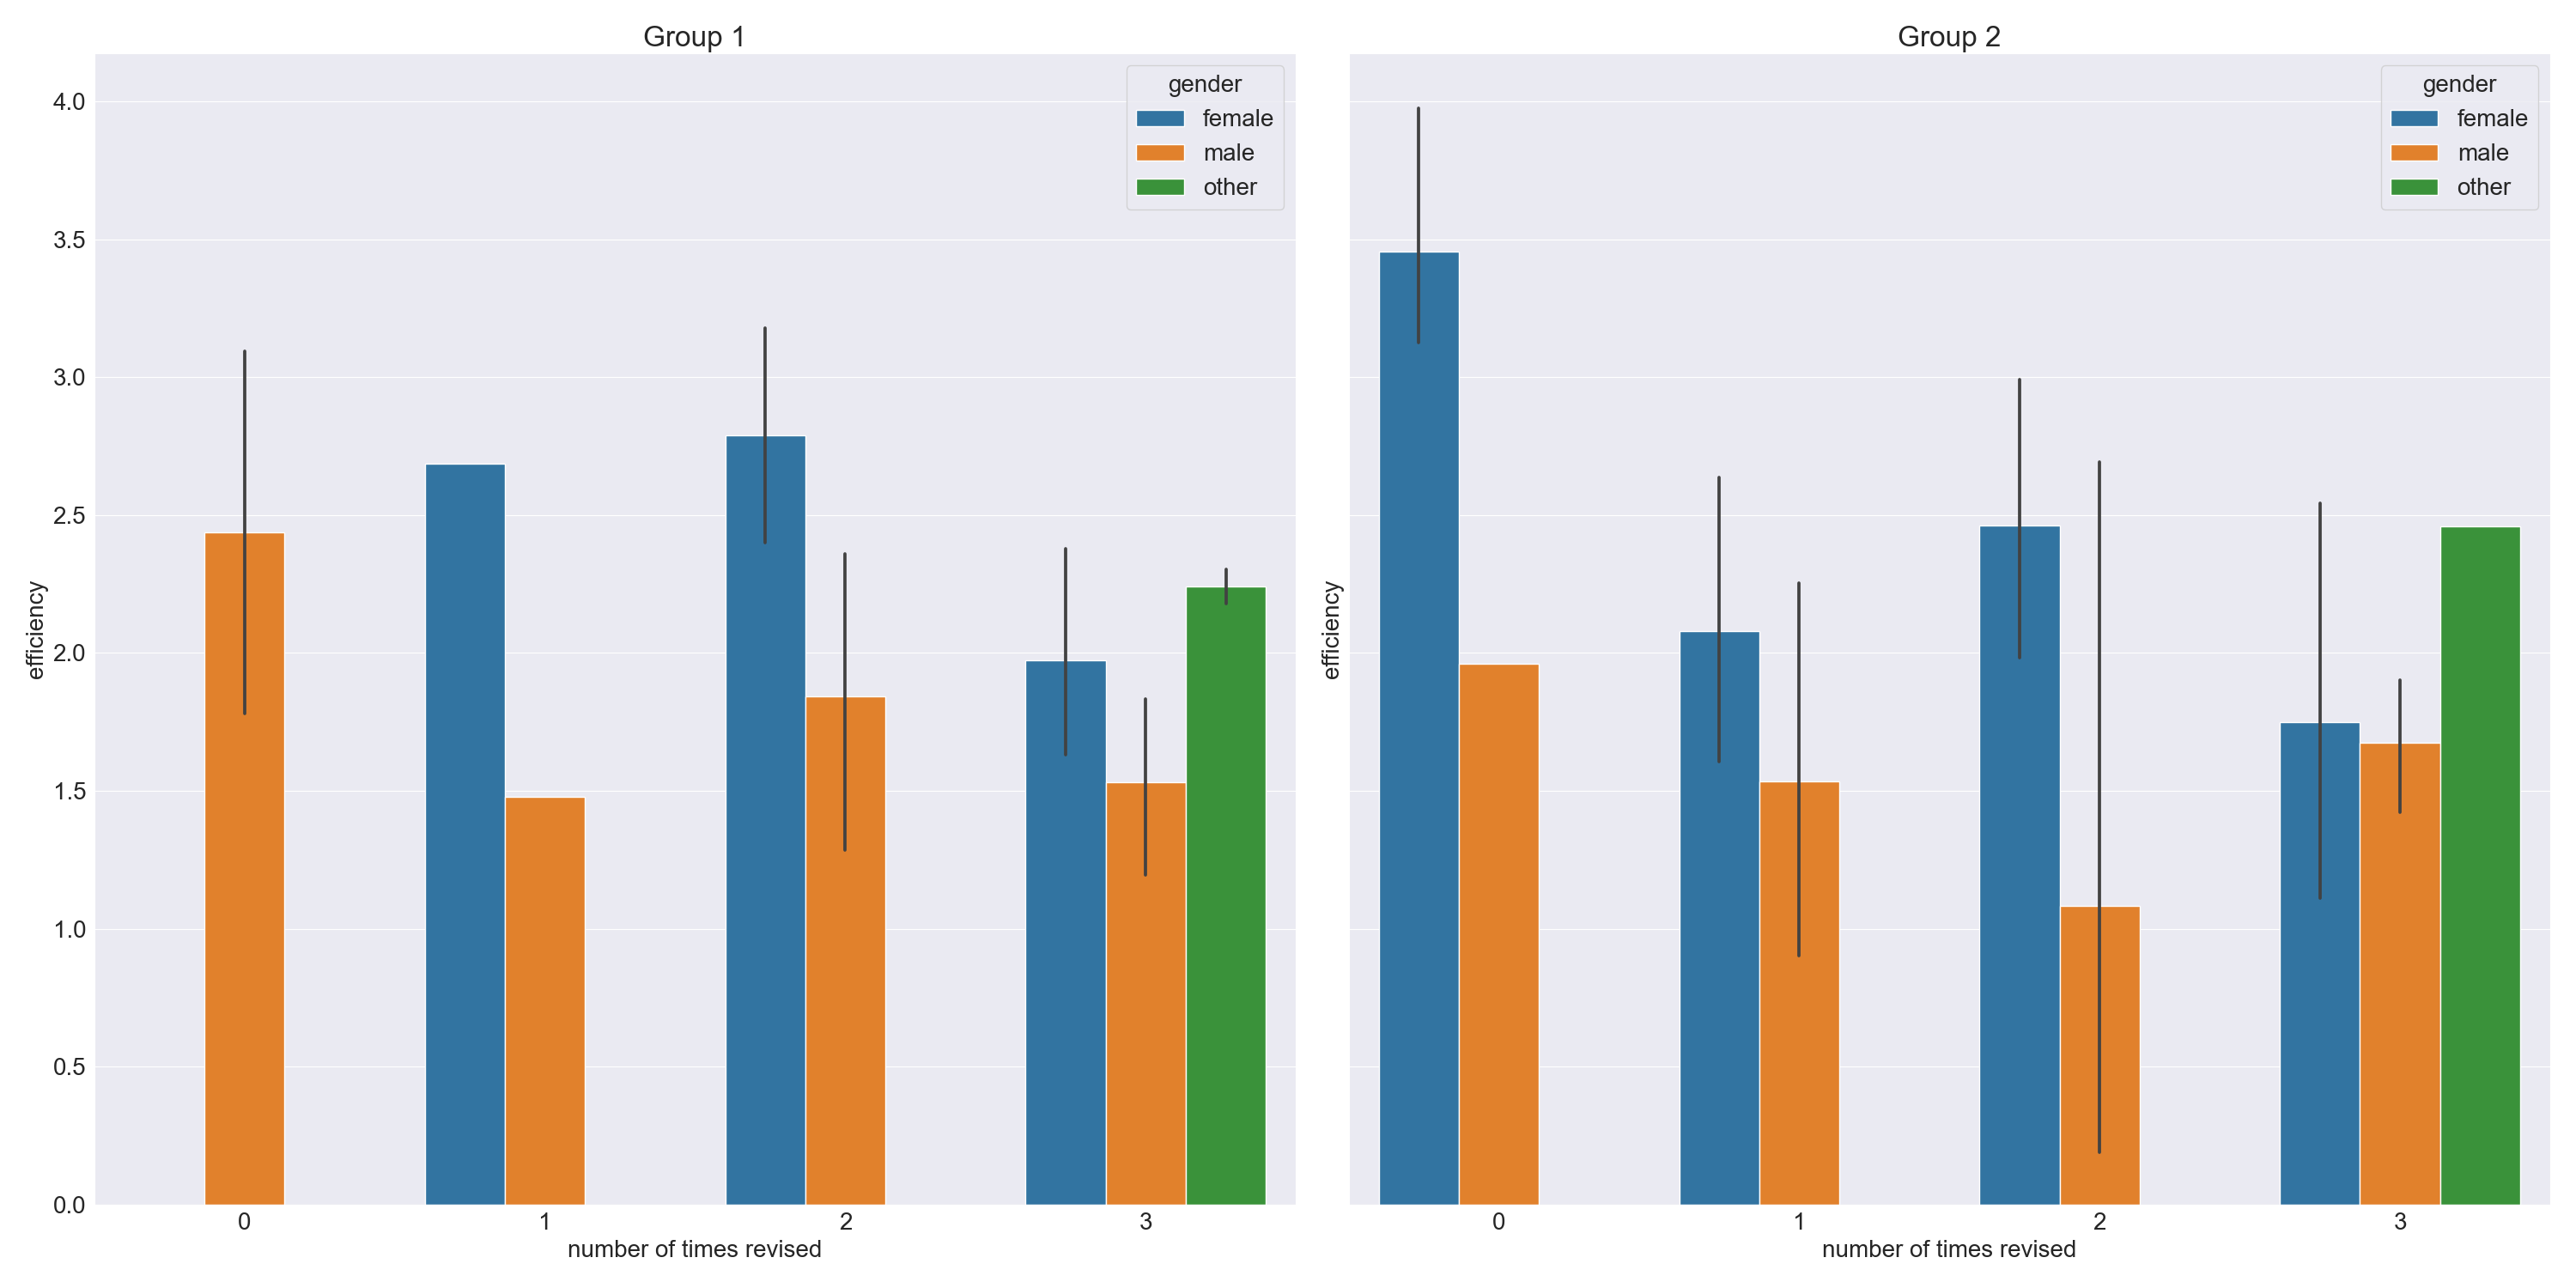 Group 1
gender
female
male
other
4.0
3.5
3.0
2.5
2.0
1.5
1.0
0.5
0.0
efficiency
0 1 2 3
number of times revised
Group 2
gender
female
male
other
efficiency
0 1 2 3
number of times revised